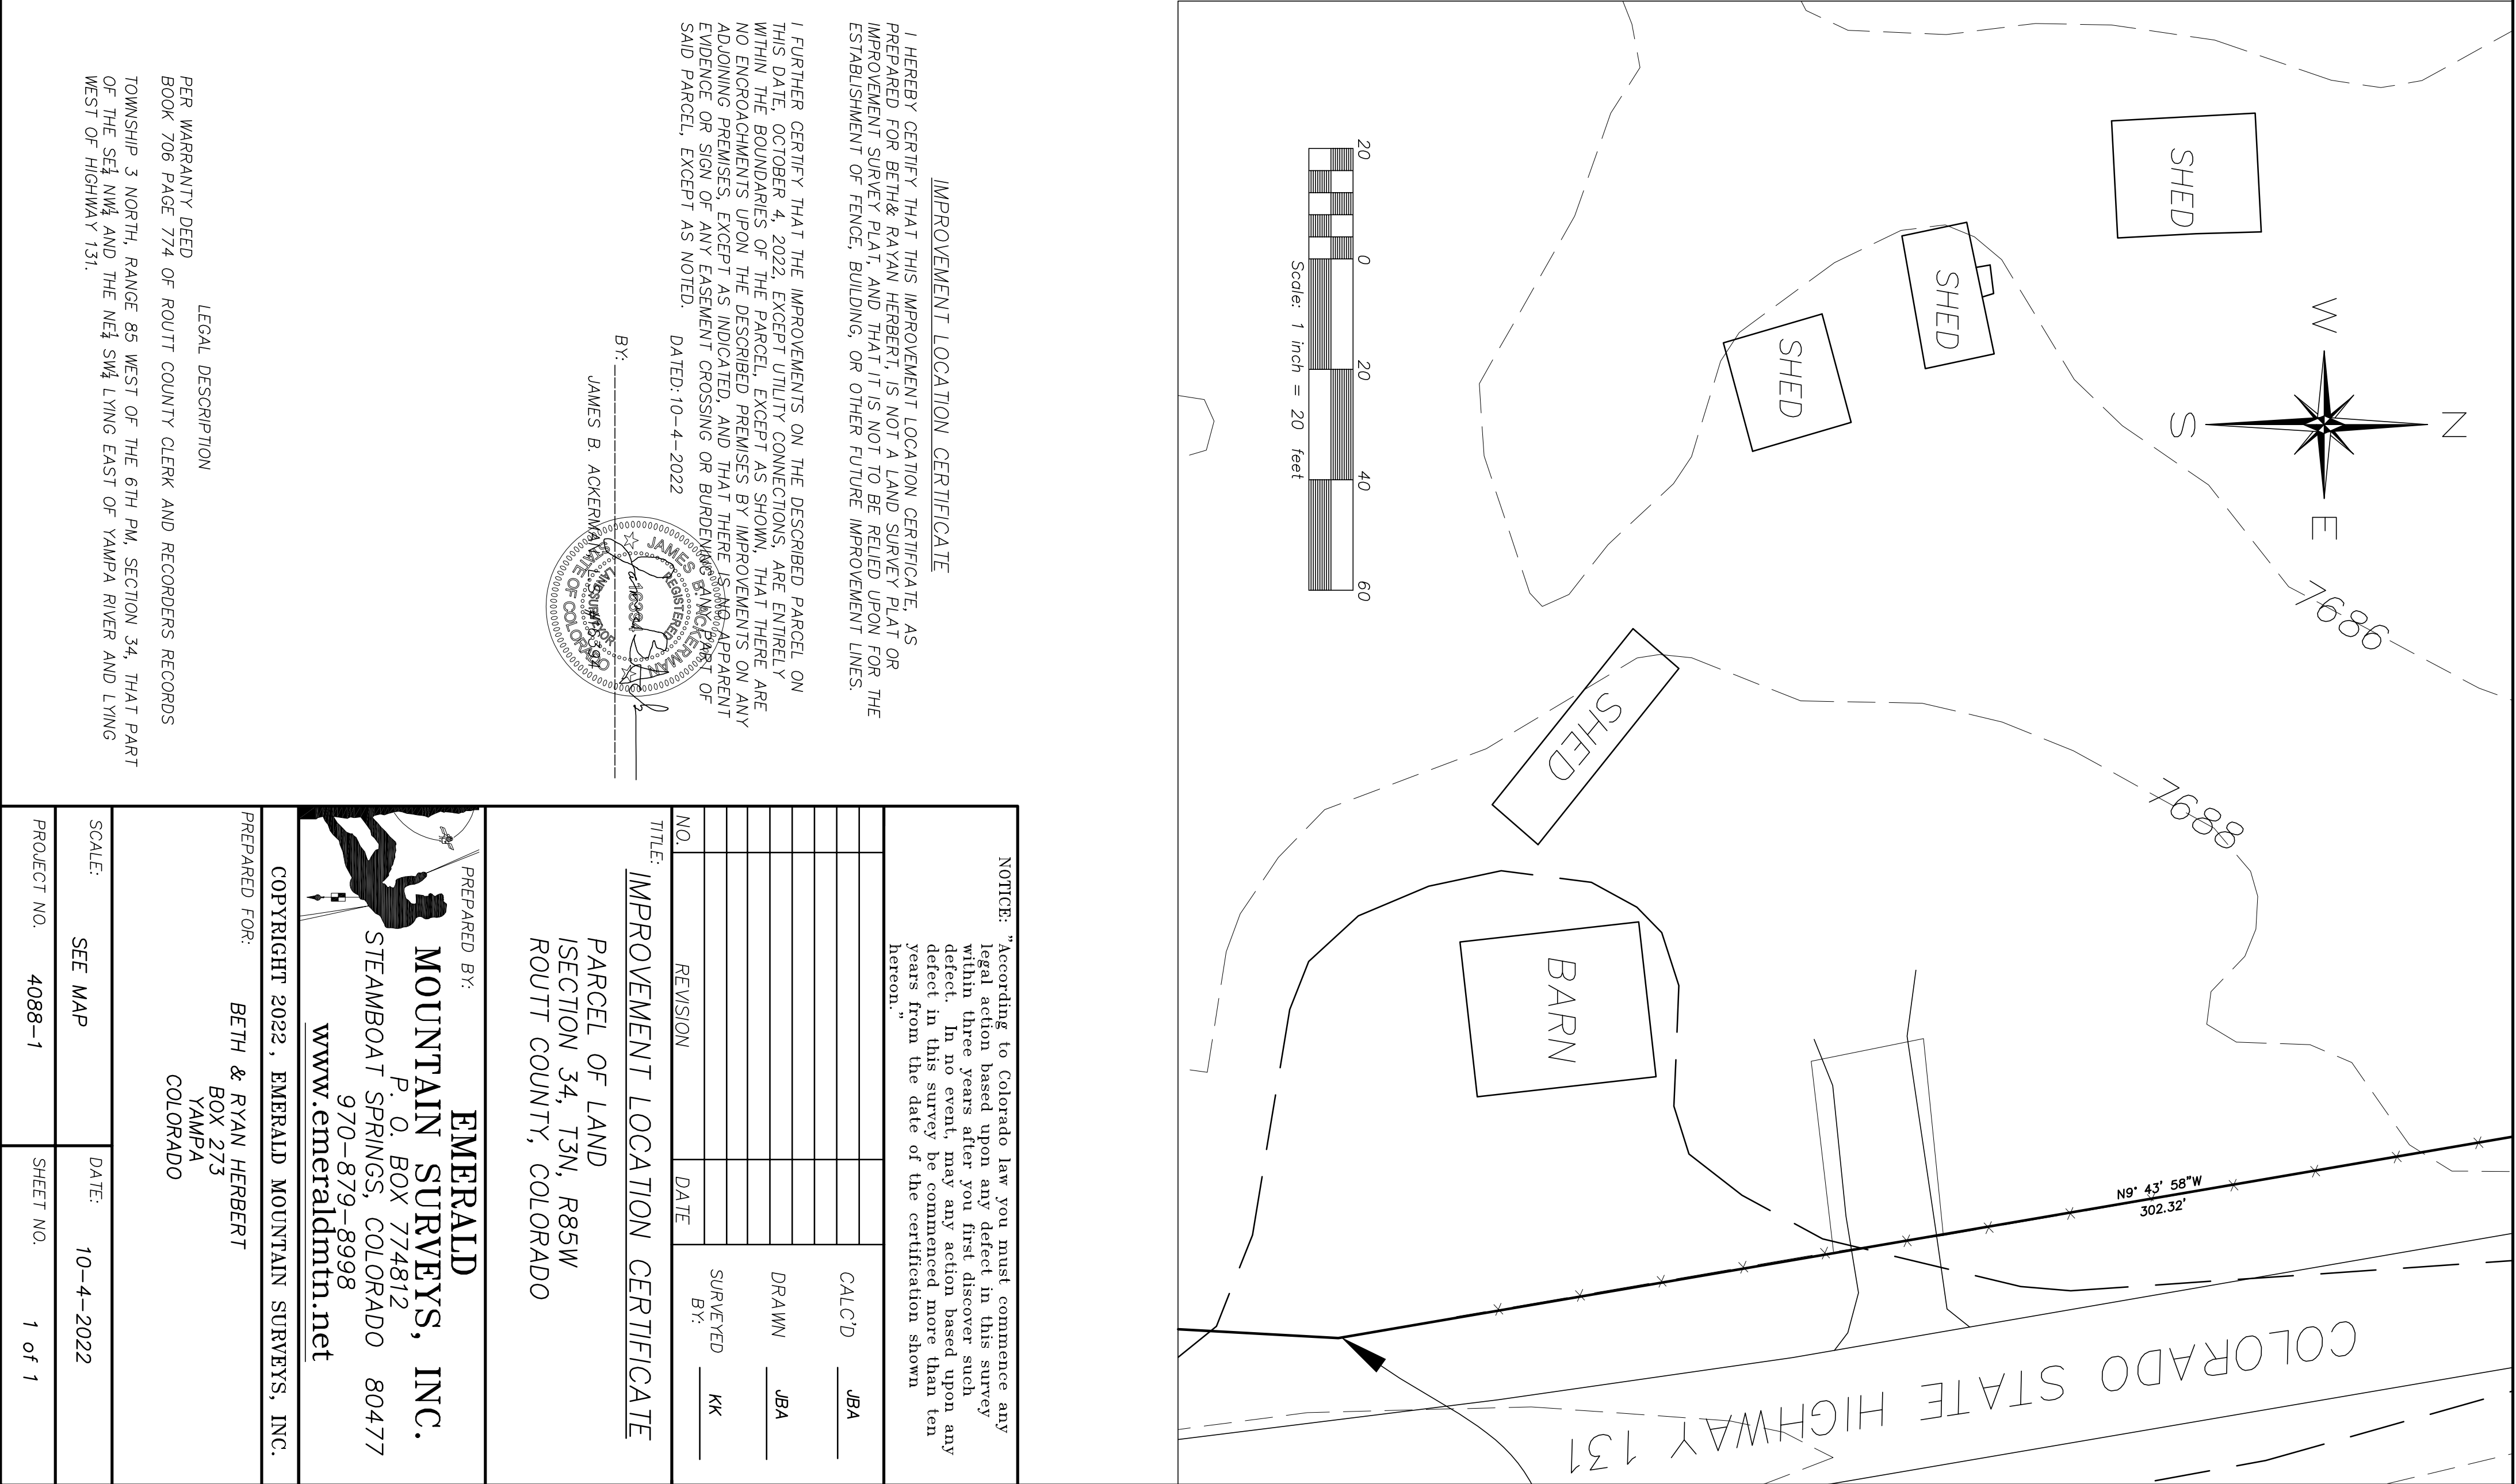 SHED
SHED
SHED
SHED
BARN
W
N
S
E
7686
7688
N9° 43' 58"W
302.32'
COLORADO STATE HIGHWAY 131
20 0 20 40 60
Scale: 1 inch = 20 feet
IMPROVEMENT LOCATION CERTIFICATE
I HEREBY CERTIFY THAT THIS IMPROVEMENT LOCATION CERTIFICATE, AS
PREPARED FOR BETH& RAYAN HERBERT, IS NOT A LAND SURVEY PLAT OR
IMPROVEMENT SURVEY PLAT, AND THAT IT IS NOT TO BE RELIED UPON FOR THE
ESTABLISHMENT OF FENCE, BUILDING, OR OTHER FUTURE IMPROVEMENT LINES.
I FURTHER CERTIFY THAT THE IMPROVEMENTS ON THE DESCRIBED PARCEL ON
THIS DATE, OCTOBER 4, 2022, EXCEPT UTILITY CONNECTIONS, ARE ENTIRELY
WITHIN THE BOUNDARIES OF THE PARCEL, EXCEPT AS SHOWN, THAT THERE ARE
NO ENCROACHMENTS UPON THE DESCRIBED PREMISES BY IMPROVEMENTS ON ANY
ADJOINING PREMISES, EXCEPT AS INDICATED, AND THAT THERE IS NO APPARENT
EVIDENCE OR SIGN OF ANY EASEMENT CROSSING OR BURDENING ANY PART OF
SAID PARCEL, EXCEPT AS NOTED.
DATED: 10-4-2022
BY:
JAMES B. ACKERMAN
JAMES B. ACKERMAN
REGISTERED
16394
LAND SURVEYOR
STATE OF COLORADO
LEGAL DESCRIPTION
PER WARRANTY DEED
BOOK 706 PAGE 774 OF ROUTT COUNTY CLERK AND RECORDERS RECORDS
TOWNSHIP 3 NORTH, RANGE 85 WEST OF THE 6TH PM, SECTION 34, THAT PART
OF THE SE¼ NW¼ AND THE NE¼ SW¼ LYING EAST OF YAMPA RIVER AND LYING
WEST OF HIGHWAY 131.
NOTICE: "According to Colorado law you must commence any
legal action based upon any defect in this survey
within three years after you first discover such
defect. In no event, may any action based upon any
defect in this survey be commenced more than ten
years from the date of the certification shown
hereon."
NO. REVISION DATE
CALC'D JBA
DRAWN JBA
SURVEYED BY: KK
TITLE: IMPROVEMENT LOCATION CERTIFICATE
PARCEL OF LAND
ISECTION 34, T3N, R85W
ROUTT COUNTY, COLORADO
PREPARED BY:
EMERALD
MOUNTAIN SURVEYS, INC.
P. O. BOX 774812
STEAMBOAT SPRINGS, COLORADO 80477
970-879-8998
www.emeraldmtn.net
COPYRIGHT 2022, EMERALD MOUNTAIN SURVEYS, INC.
PREPARED FOR:
BETH & RYAN HERBERT
BOX 273
YAMPA
COLORADO
SCALE: SEE MAP
DATE: 10-4-2022
PROJECT NO. 4088-1
SHEET NO. 1 of 1